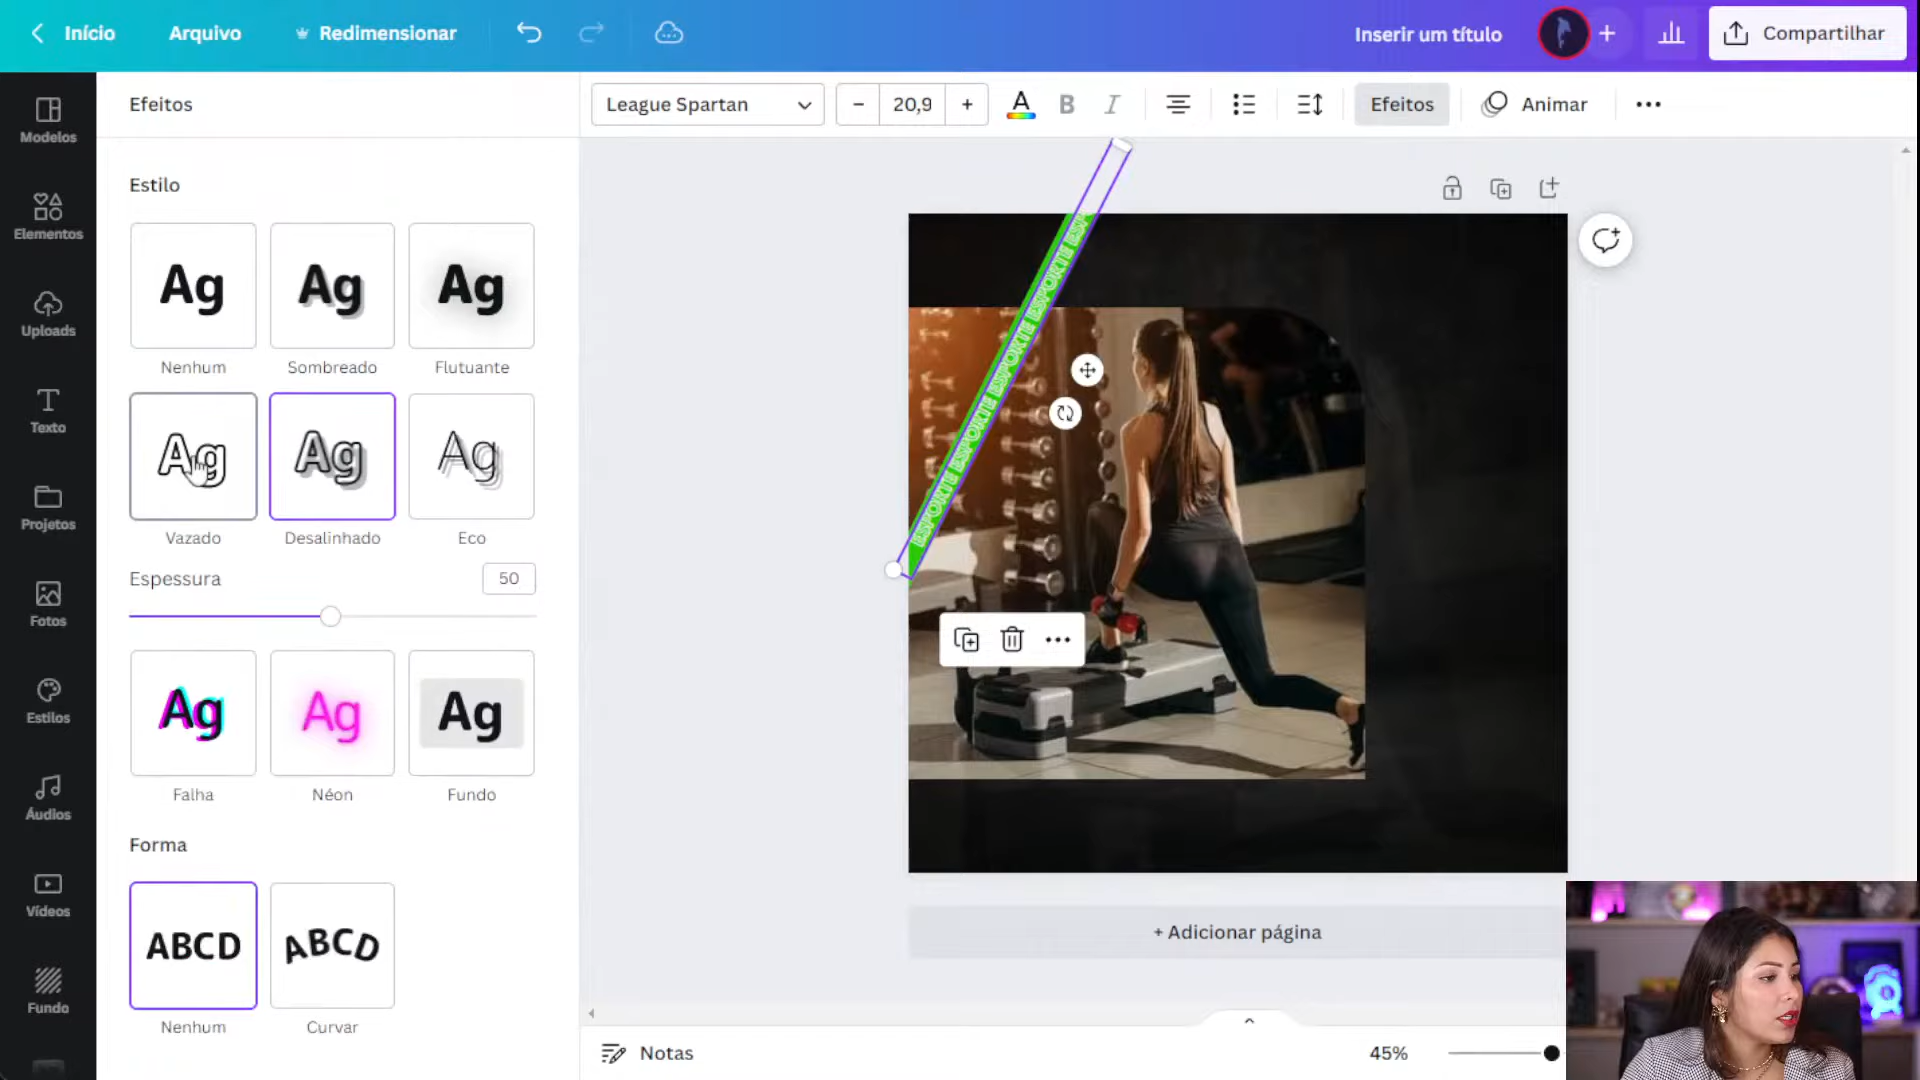 Início
Arquivo
Redimensionar
Inserir um título
Compartilhar
Modelos
Elementos
Uploads
Texto
Projetos
Fotos
Estilos
Áudios
Vídeos
Fundo
Efeitos
Estilo
Ag Ag Ag
Nenhum Sombreado Flutuante
Ag Ag Ag
Vazado Desalinhado Eco
Espessura 50
Ag Ag Ag
Falha Néon Fundo
Forma
ABCD ABCD
Nenhum Curvar
League Spartan
20,9
A B I
Efeitos
Animar
ESPORTE ESPORTE ESPORTE ESPORTE ESPORTE ESP
+ Adicionar página
Notas
45%